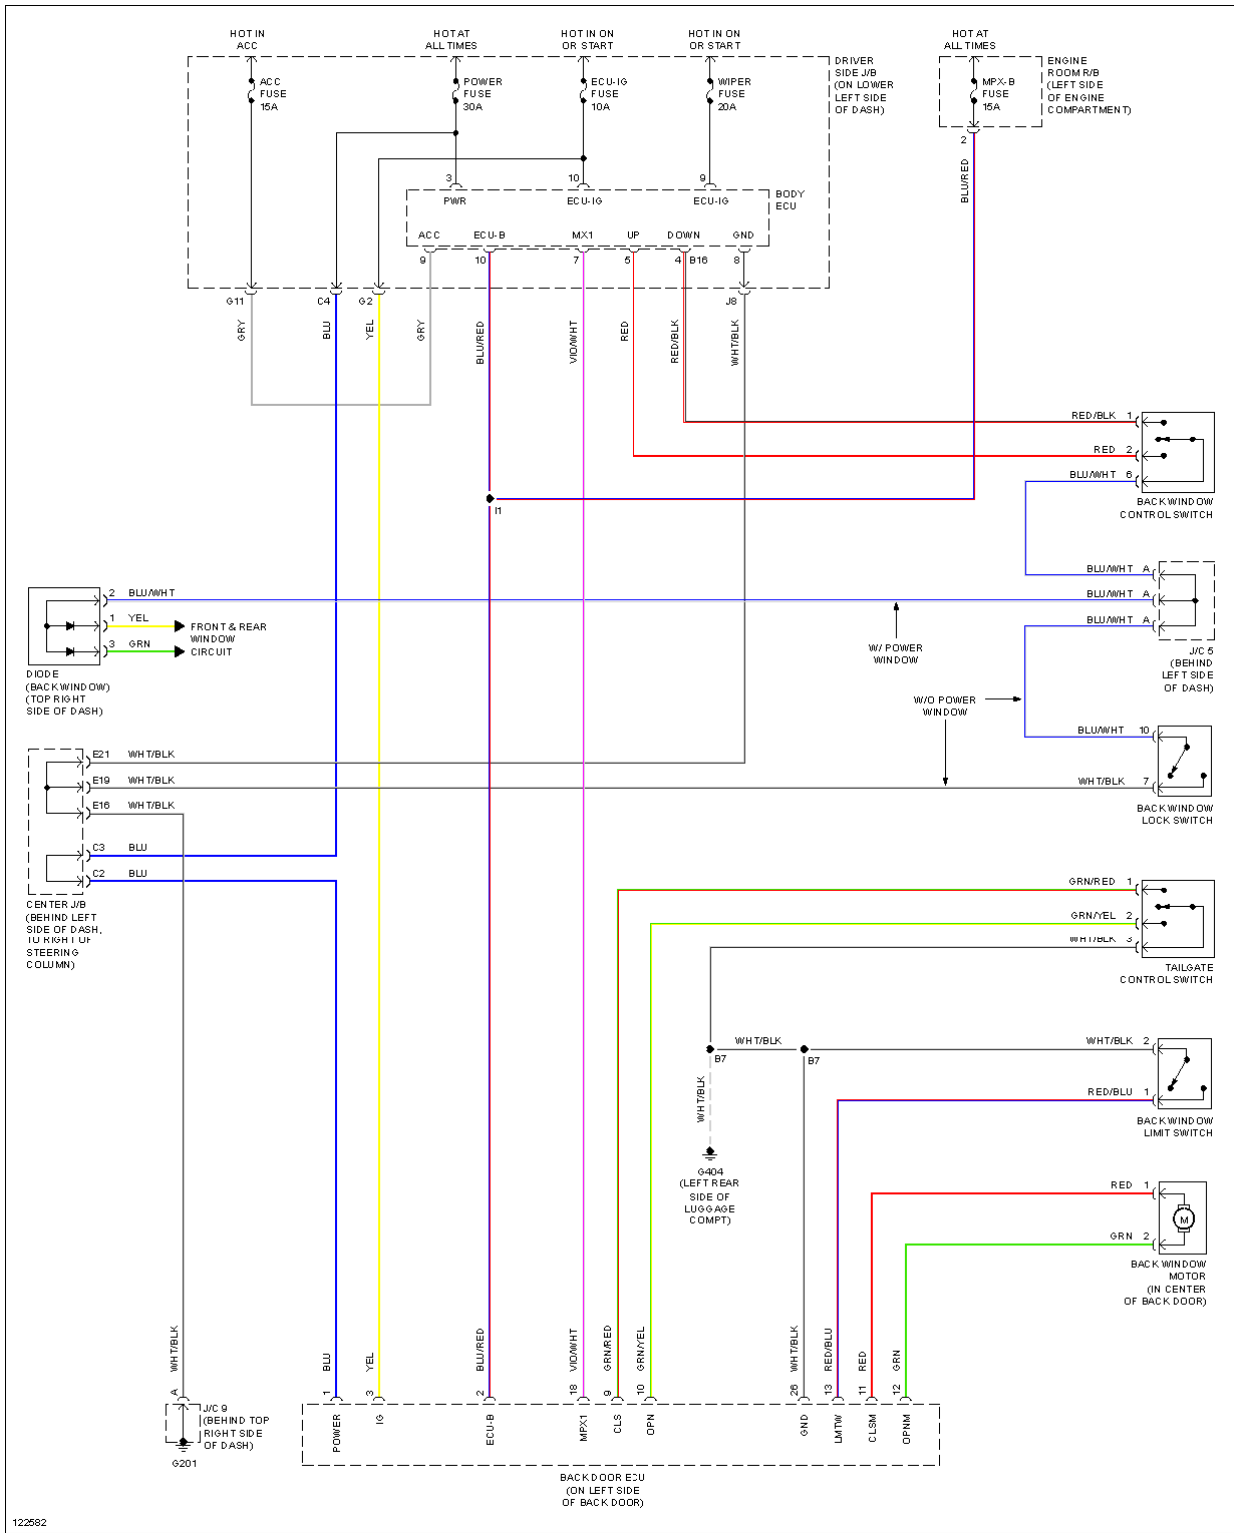 HOT IN
ACC
HOT AT
ALL TIMES
HOT IN ON
OR START
HOT IN ON
OR START
HOT AT
ALL TIMES
ACC
FUSE
15A
POWER
FUSE
30A
ECU-IG
FUSE
10A
WIPER
FUSE
20A
DRIVER
SIDE J/B
(ON LOWER
LEFT SIDE
OF DASH)
MPX-B
FUSE
15A
ENGINE
ROOM R/B
(LEFT SIDE
OF ENGINE
COMPARTMENT)
2
BLU/RED
3
10
9
PWR
ECU-IG
ECU-IG
BODY
ECU
ACC
ECU-B
MX1
UP
DOWN
GND
9
10
7
5
4
B16
8
G11
C4
G2
J8
GRY
BLU
YEL
GRY
BLU/RED
VIO/WHT
RED
RED/BLK
WHT/BLK
RED/BLK 1
RED 2
BLU/WHT 6
BACK WINDOW
CONTROL SWITCH
I1
BLU/WHT A
BLU/WHT A
BLU/WHT A
J/C 5
(BEHIND
LEFT SIDE
OF DASH)
2 BLU/WHT
1 YEL
3 GRN
FRONT & REAR
WINDOW
CIRCUIT
DIODE
(BACK WINDOW)
(TOP RIGHT
SIDE OF DASH)
W/ POWER
WINDOW
W/O POWER
WINDOW
BLU/WHT 10
WHT/BLK 7
BACK WINDOW
LOCK SWITCH
E21 WHT/BLK
E19 WHT/BLK
E16 WHT/BLK
C3 BLU
C2 BLU
CENTER J/B
(BEHIND LEFT
SIDE OF DASH,
TO RIGHT OF
STEERING
COLUMN)
GRN/RED 1
GRN/YEL 2
WHT/BLK 3
TAILGATE
CONTROL SWITCH
WHT/BLK
B7
B7
WHT/BLK
G404
(LEFT REAR
SIDE OF
LUGGAGE
COMPT)
WHT/BLK 2
RED/BLU 1
BACK WINDOW
LIMIT SWITCH
RED 1
GRN 2
M
BACK WINDOW
MOTOR
(IN CENTER
OF BACK DOOR)
WHT/BLK
BLU
YEL
BLU/RED
VIO/WHT
GRN/RED
GRN/YEL
WHT/BLK
RED/BLU
RED
GRN
A
1
3
2
18
9
10
26
13
11
12
J/C 9
(BEHIND TOP
RIGHT SIDE
OF DASH)
G201
POWER
IG
ECU-B
MPX1
CLS
OPN
GND
LMTW
CLSM
OPNM
BACK DOOR ECU
(ON LEFT SIDE
OF BACK DOOR)
122582